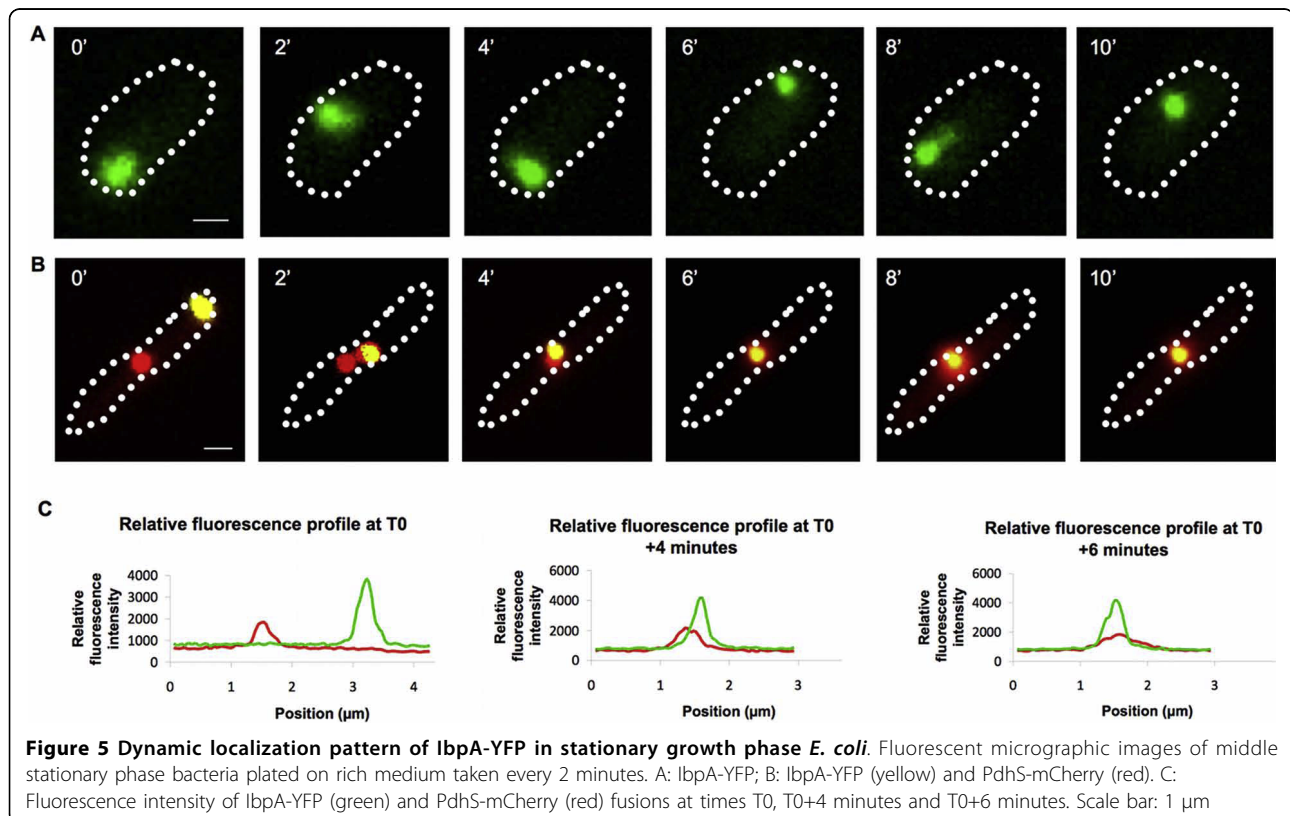 A
0' 2' 4' 6' 8' 10'
B
0' 2' 4' 6' 8' 10'
C
Relative fluorescence profile at T0
Relative fluorescence intensity
4000
3000
2000
1000
0
0 1 2 3 4
Position (µm)
Relative fluorescence profile at T0
+4 minutes
Relative fluorescence intensity
6000
4000
2000
0
0 1 2 3
Position (µm)
Relative fluorescence profile at T0
+6 minutes
Relative fluorescence intensity
6000
4000
2000
0
0 1 2 3
Position (µm)
Figure 5 Dynamic localization pattern of IbpA-YFP in stationary growth phase E. coli. Fluorescent micrographic images of middle
stationary phase bacteria plated on rich medium taken every 2 minutes. A: IbpA-YFP; B: IbpA-YFP (yellow) and PdhS-mCherry (red). C:
Fluorescence intensity of IbpA-YFP (green) and PdhS-mCherry (red) fusions at times T0, T0+4 minutes and T0+6 minutes. Scale bar: 1 µm